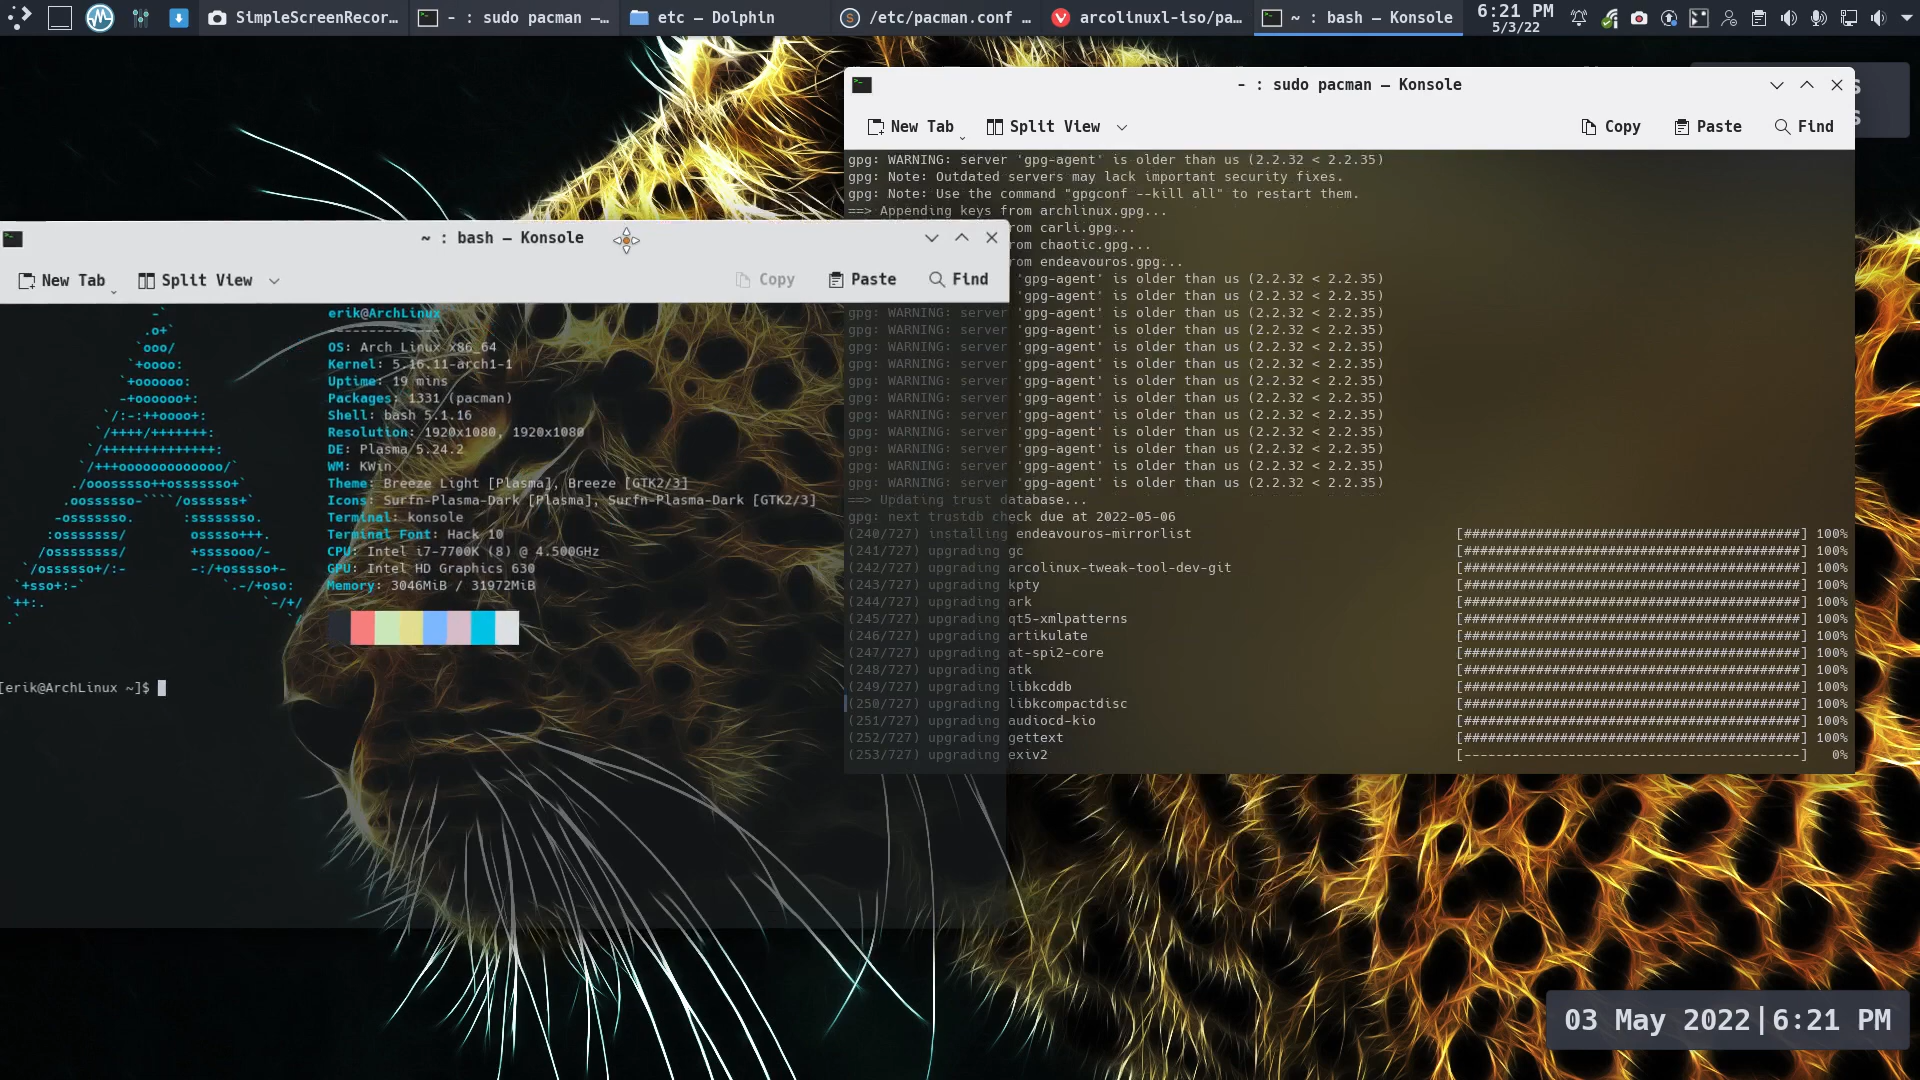 SimpleScreenRecor…
- : sudo pacman —…
etc — Dolphin
/etc/pacman.conf …
arcolinuxl-iso/pa…
~ : bash — Konsole
6:21 PM
5/3/22
- : sudo pacman — Konsole
New Tab
Split View
Copy
Paste
Find
gpg: WARNING: server 'gpg-agent' is older than us (2.2.32 < 2.2.35)
gpg: Note: Outdated servers may lack important security fixes.
gpg: Note: Use the command "gpgconf --kill all" to restart them.
==> Appending keys from archlinux.gpg...
rom carli.gpg...
rom chaotic.gpg...
rom endeavouros.gpg...
'gpg-agent' is older than us (2.2.32 < 2.2.35)
'gpg-agent' is older than us (2.2.32 < 2.2.35)
gpg: WARNING: server 'gpg-agent' is older than us (2.2.32 < 2.2.35)
gpg: WARNING: server 'gpg-agent' is older than us (2.2.32 < 2.2.35)
gpg: WARNING: server 'gpg-agent' is older than us (2.2.32 < 2.2.35)
gpg: WARNING: server 'gpg-agent' is older than us (2.2.32 < 2.2.35)
gpg: WARNING: server 'gpg-agent' is older than us (2.2.32 < 2.2.35)
gpg: WARNING: server 'gpg-agent' is older than us (2.2.32 < 2.2.35)
gpg: WARNING: server 'gpg-agent' is older than us (2.2.32 < 2.2.35)
gpg: WARNING: server 'gpg-agent' is older than us (2.2.32 < 2.2.35)
gpg: WARNING: server 'gpg-agent' is older than us (2.2.32 < 2.2.35)
gpg: WARNING: server 'gpg-agent' is older than us (2.2.32 < 2.2.35)
gpg: WARNING: server 'gpg-agent' is older than us (2.2.32 < 2.2.35)
==> Updating trust database...
gpg: next trustdb check due at 2022-05-06
(240/727) installing endeavouros-mirrorlist [##########################################] 100%
(241/727) upgrading gc [##########################################] 100%
(242/727) upgrading arcolinux-tweak-tool-dev-git [##########################################] 100%
(243/727) upgrading kpty [##########################################] 100%
(244/727) upgrading ark [##########################################] 100%
(245/727) upgrading qt5-xmlpatterns [##########################################] 100%
(246/727) upgrading artikulate [##########################################] 100%
(247/727) upgrading at-spi2-core [##########################################] 100%
(248/727) upgrading atk [##########################################] 100%
(249/727) upgrading libkcddb [##########################################] 100%
(250/727) upgrading libkcompactdisc [##########################################] 100%
(251/727) upgrading audiocd-kio [##########################################] 100%
(252/727) upgrading gettext [##########################################] 100%
(253/727) upgrading exiv2 [------------------------------------------] 0%
~ : bash — Konsole
New Tab
Split View
Copy
Paste
Find
erik@ArchLinux
--------------
OS: Arch Linux x86_64
Kernel: 5.16.11-arch1-1
Uptime: 19 mins
Packages: 1331 (pacman)
Shell: bash 5.1.16
Resolution: 1920x1080, 1920x1080
DE: Plasma 5.24.2
WM: KWin
Theme: Breeze Light [Plasma], Breeze [GTK2/3]
Icons: Surfn-Plasma-Dark [Plasma], Surfn-Plasma-Dark [GTK2/3]
Terminal: konsole
Terminal Font: Hack 10
CPU: Intel i7-7700K (8) @ 4.500GHz
GPU: Intel HD Graphics 630
Memory: 3046MiB / 31972MiB
[erik@ArchLinux ~]$
03 May 2022|6:21 PM